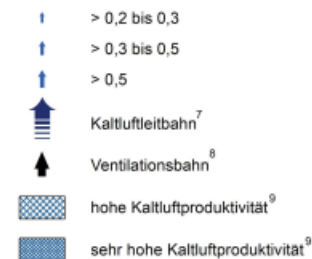 > 0,2 bis 0,3
> 0,3 bis 0,5
> 0,5
Kaltluftleitbahn⁷
Ventilationsbahn⁸
hohe Kaltluftproduktivität⁹
sehr hohe Kaltluftproduktivität⁹